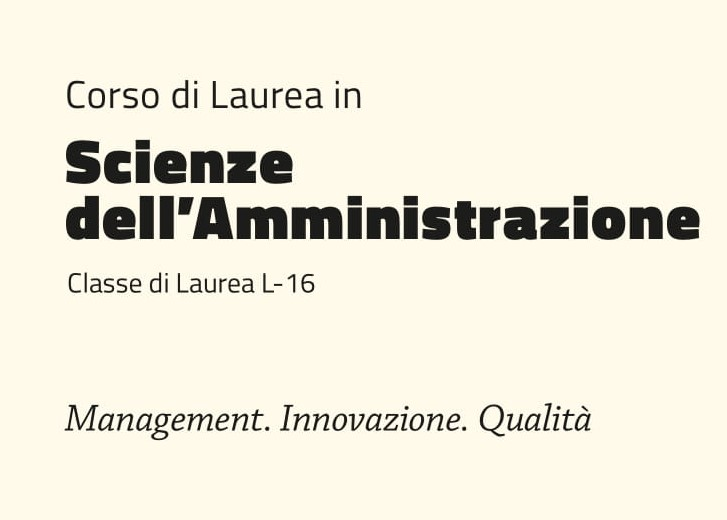 Corso di Laurea in
Scienze
dell’Amministrazione
Classe di Laurea L-16
Management. Innovazione. Qualità